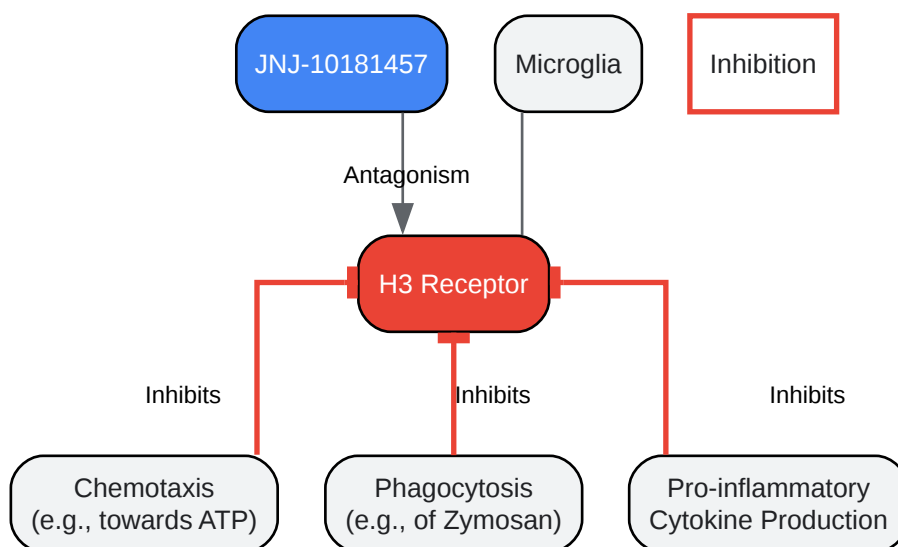 JNJ-10181457
Microglia
Inhibition
Antagonism
H3 Receptor
Inhibits
Inhibits
Inhibits
Chemotaxis
(e.g., towards ATP)
Phagocytosis
(e.g., of Zymosan)
Pro-inflammatory
Cytokine Production